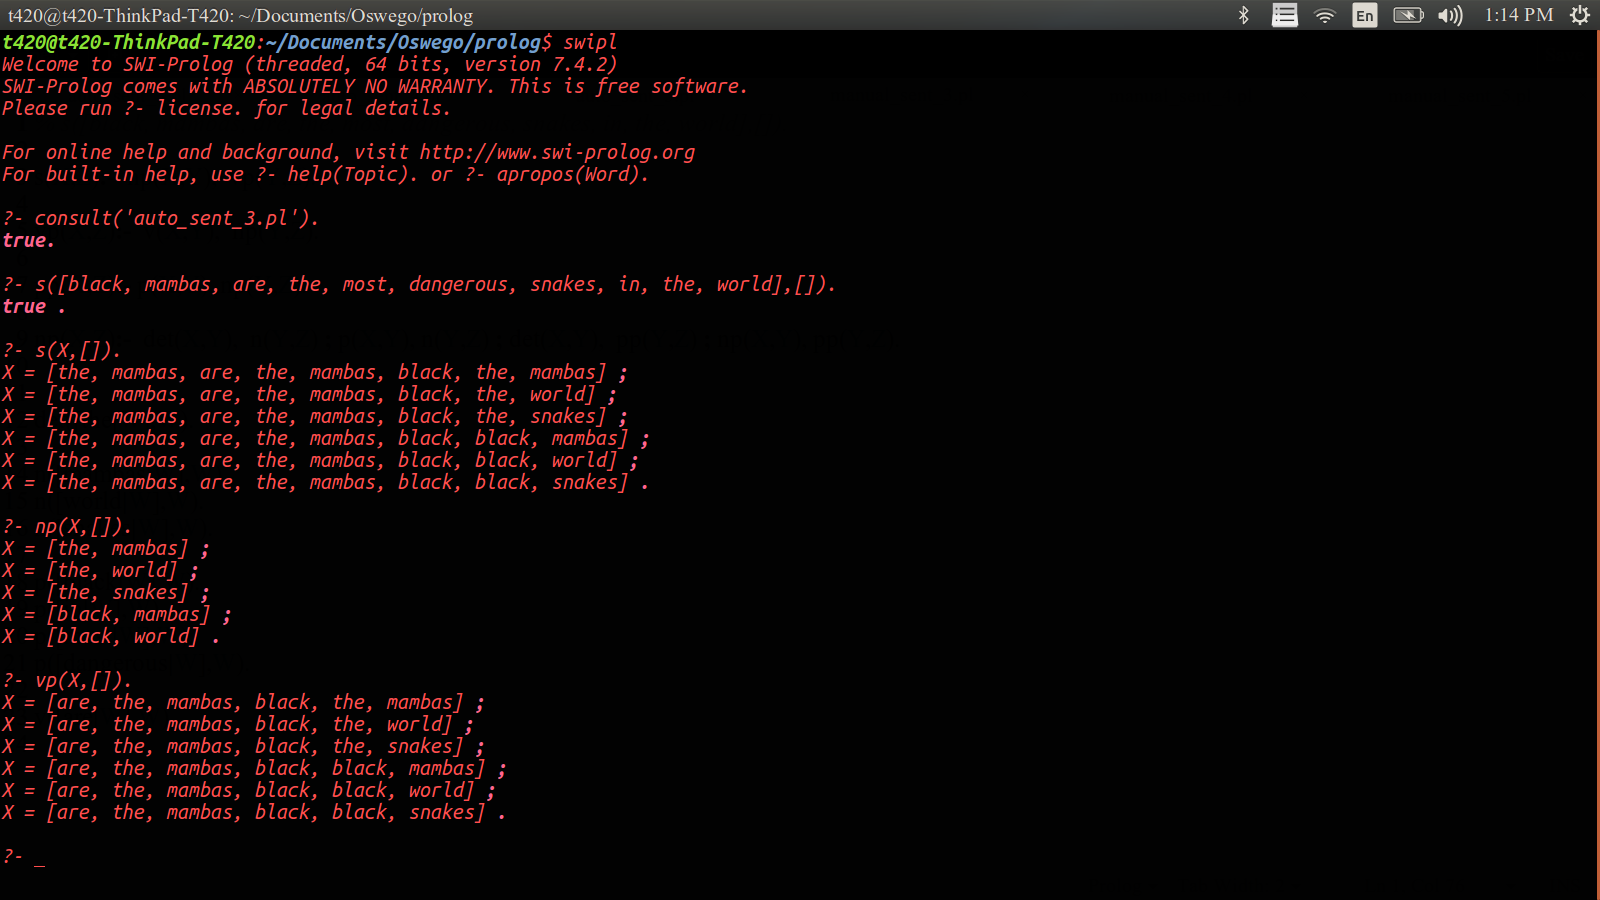 t420@t420-ThinkPad-T420: ~/Documents/Oswego/prolog
En
1:14 PM
t420@t420-ThinkPad-T420:~/Documents/Oswego/prolog$ swipl
Welcome to SWI-Prolog (threaded, 64 bits, version 7.4.2)
SWI-Prolog comes with ABSOLUTELY NO WARRANTY. This is free software.
Please run ?- license. for legal details.
For online help and background, visit http://www.swi-prolog.org
For built-in help, use ?- help(Topic). or ?- apropos(Word).
?- consult('auto_sent_3.pl').
true.
?- s([black, mambas, are, the, most, dangerous, snakes, in, the, world],[]).
true .
?- s(X,[]).
X = [the, mambas, are, the, mambas, black, the, mambas] ;
X = [the, mambas, are, the, mambas, black, the, world] ;
X = [the, mambas, are, the, mambas, black, the, snakes] ;
X = [the, mambas, are, the, mambas, black, black, mambas] ;
X = [the, mambas, are, the, mambas, black, black, world] ;
X = [the, mambas, are, the, mambas, black, black, snakes] .
?- np(X,[]).
X = [the, mambas] ;
X = [the, world] ;
X = [the, snakes] ;
X = [black, mambas] ;
X = [black, world] .
?- vp(X,[]).
X = [are, the, mambas, black, the, mambas] ;
X = [are, the, mambas, black, the, world] ;
X = [are, the, mambas, black, the, snakes] ;
X = [are, the, mambas, black, black, mambas] ;
X = [are, the, mambas, black, black, world] ;
X = [are, the, mambas, black, black, snakes] .
?- _